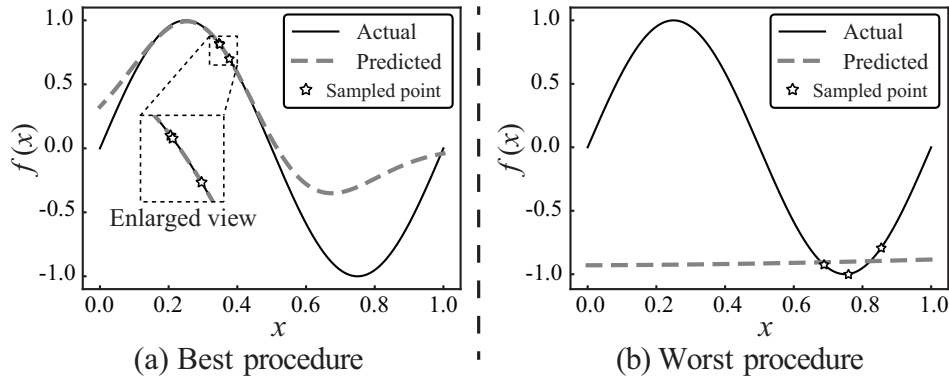 Actual
Predicted
Sampled point
f(x)
1.0
0.5
0.0
-0.5
-1.0
Enlarged view
0.0 0.2 0.4 0.6 0.8 1.0
x
(a) Best procedure
Actual
Predicted
Sampled point
f(x)
1.0
0.5
0.0
-0.5
-1.0
0.0 0.2 0.4 0.6 0.8 1.0
x
(b) Worst procedure